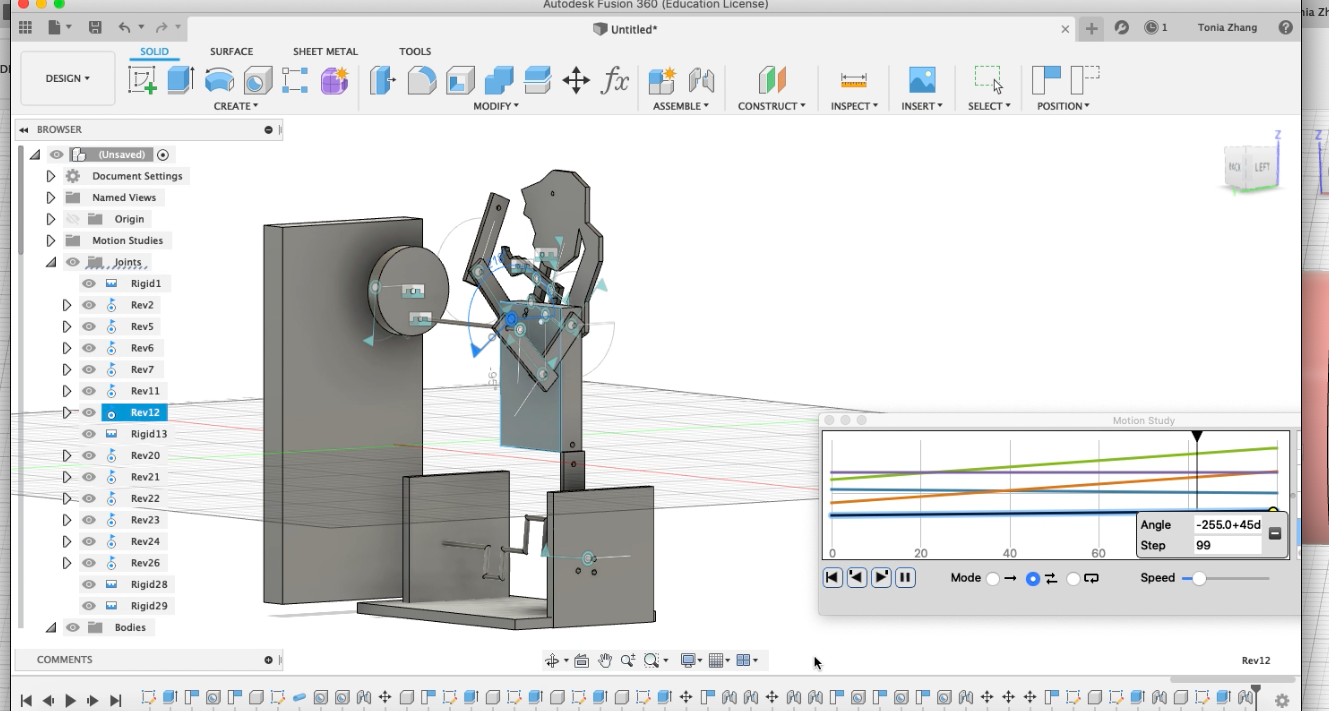 Autodesk Fusion 360 (Education License)
Untitled*
1
Tonia Zhang
SOLID
SURFACE
SHEET METAL
TOOLS
DESIGN
CREATE
MODIFY
ASSEMBLE
CONSTRUCT
INSPECT
INSERT
SELECT
POSITION
fx
BROWSER
(Unsaved)
Document Settings
Named Views
Origin
Motion Studies
Joints
Rigid1
Rev2
Rev5
Rev6
Rev7
Rev11
Rev12
Rigid13
Rev20
Rev21
Rev22
Rev23
Rev24
Rev26
Rigid28
Rigid29
Bodies
COMMENTS
Z
Z
BACK
LEFT
Motion Study
0
20
40
60
Angle
-255.0+45d
Step
99
Mode
Speed
Rev12